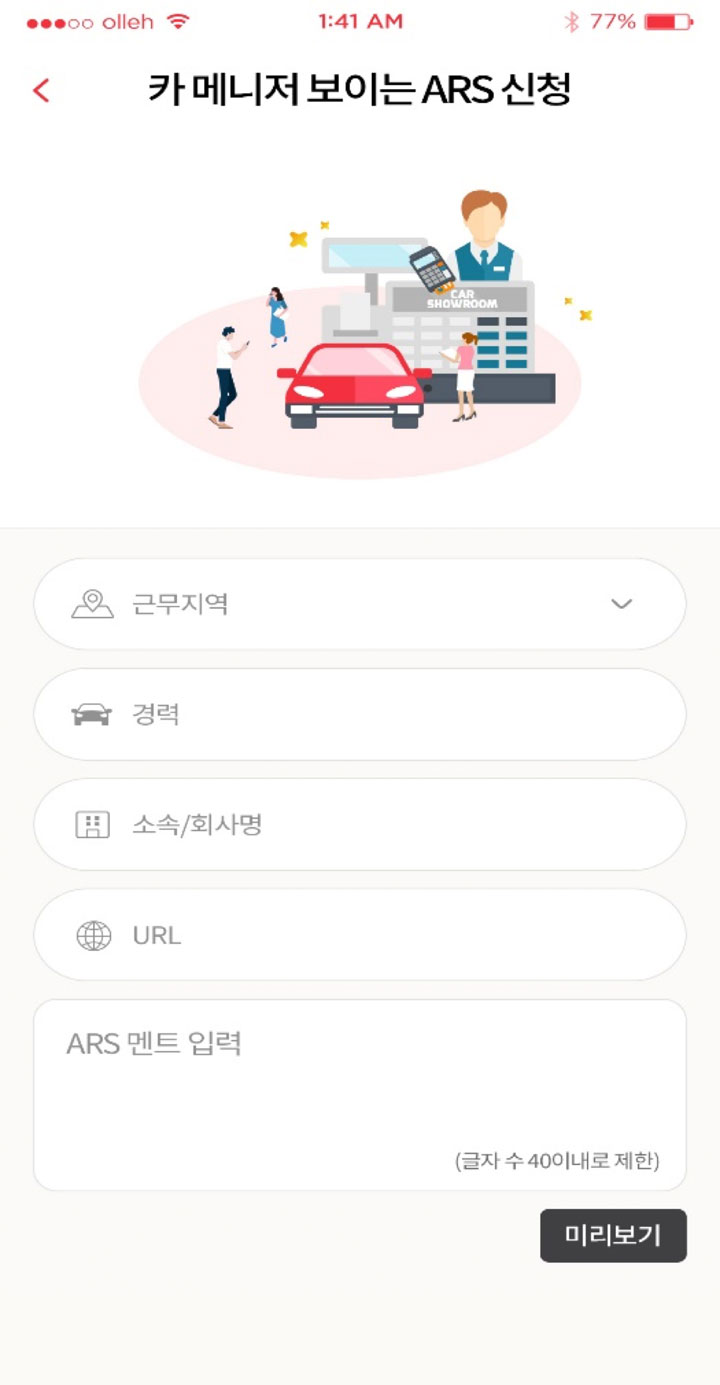 olleh 1:41 AM 77%
카 메니저 보이는 ARS 신청
CAR
SHOWROOM
근무지역
경력
소속/회사명
URL
ARS 멘트 입력
(글자 수 40이내로 제한)
미리보기